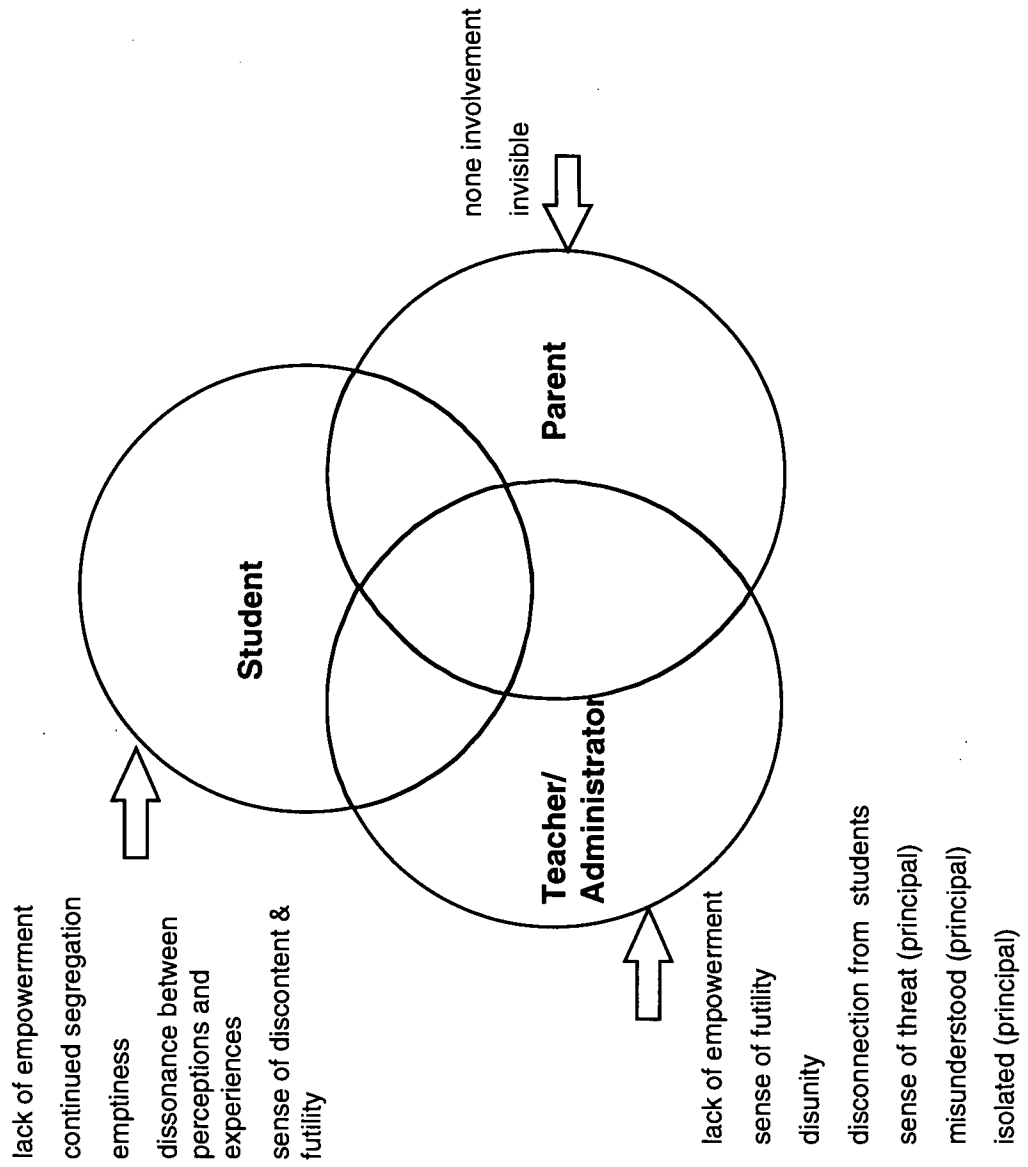 lack of empowerment
continued segregation
emptiness
dissonance between
perceptions and
experiences
sense of discontent &
futility
Student
none involvement
invisible
Parent
Teacher/
Administrator
lack of empowerment
sense of futility
disunity
disconnection from students
sense of threat (principal)
misunderstood (principal)
isolated (principal)